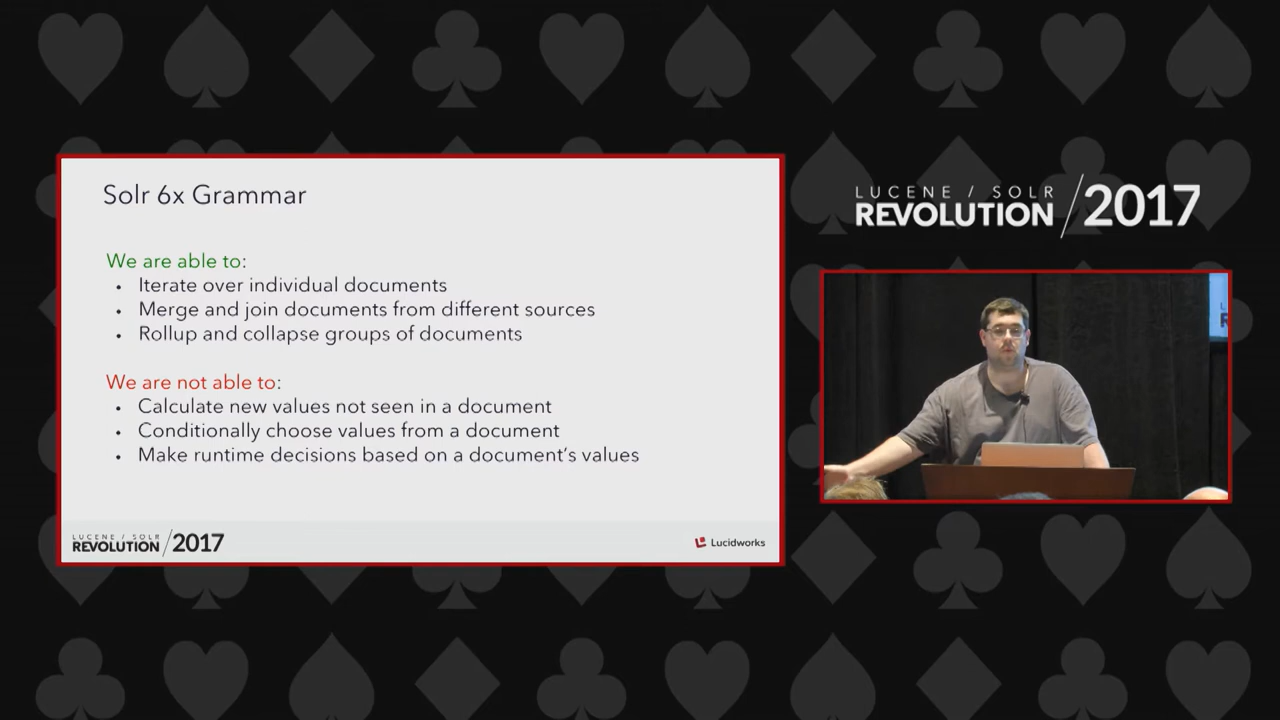 Solr 6x Grammar
We are able to:
• Iterate over individual documents
• Merge and join documents from different sources
• Rollup and collapse groups of documents
We are not able to:
• Calculate new values not seen in a document
• Conditionally choose values from a document
• Make runtime decisions based on a document's values
LUCENE / SOLR
REVOLUTION / 2017
Lucidworks
LUCENE / SOLR
REVOLUTION / 2017